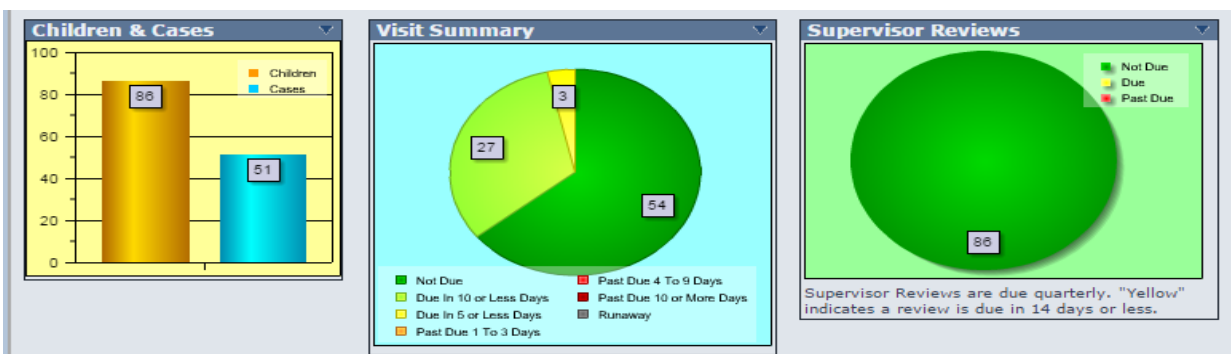 Children & Cases
100
80
60
40
20
0
86
51
Children
Cases
Visit Summary
3
27
54
Not Due
Due In 10 or Less Days
Due In 5 or Less Days
Past Due 1 To 3 Days
Past Due 4 To 9 Days
Past Due 10 or More Days
Runaway
Supervisor Reviews
Not Due
Due
Past Due
86
Supervisor Reviews are due quarterly. "Yellow"
indicates a review is due in 14 days or less.